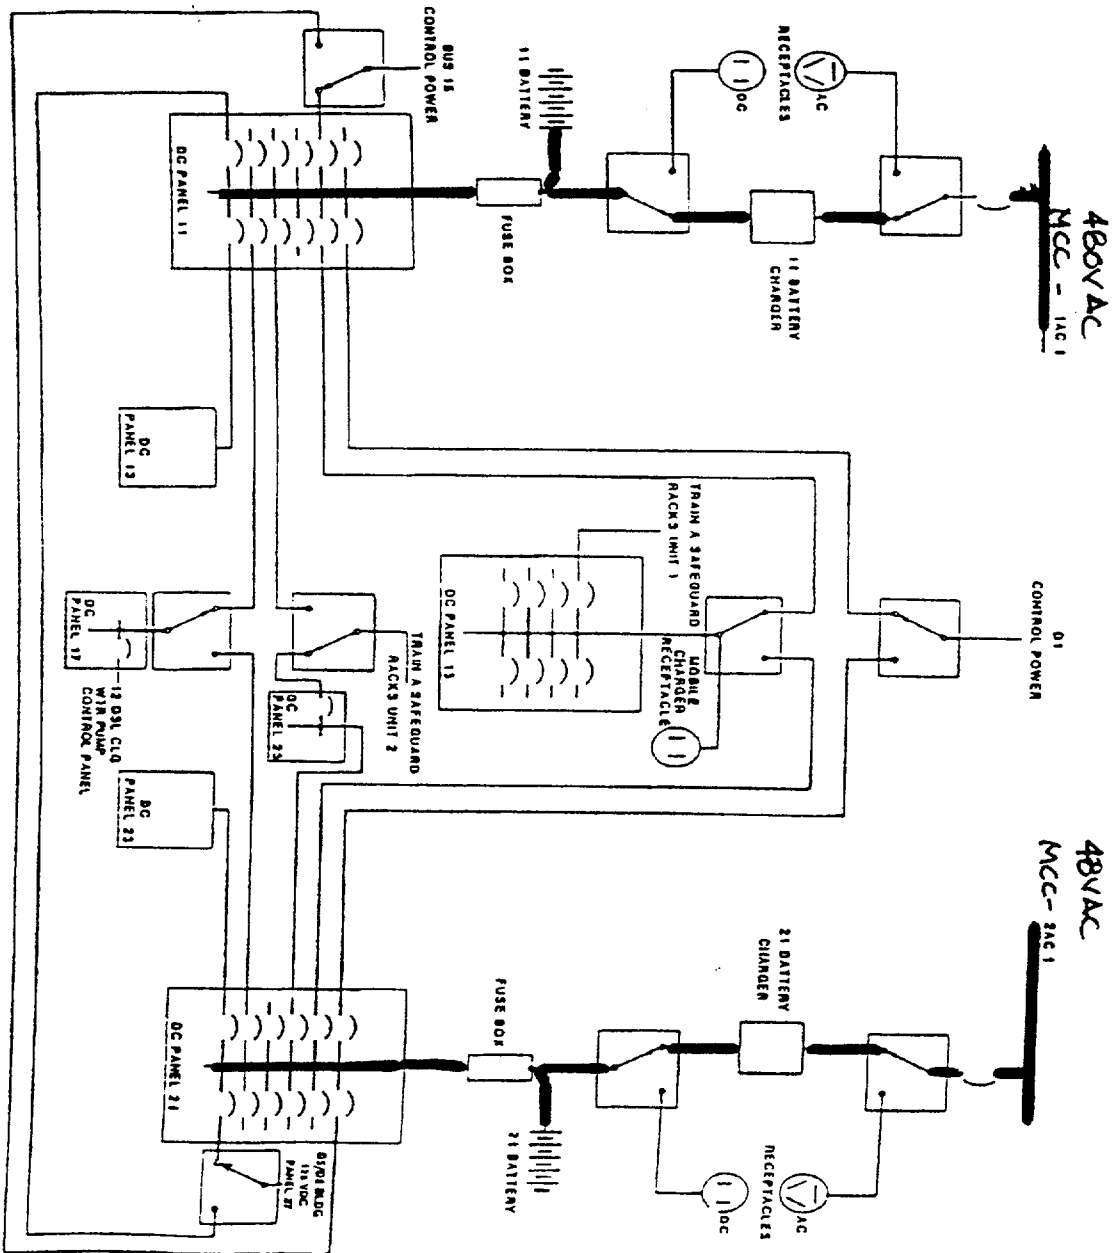 480VAC
MCC - 1AC 1
RECEPTACLES
AC
DC
11 BATTERY
CHARGER
11 BATTERY
FUSE BOX
BUS 15
CONTROL POWER
DC PANEL 11
DC
PANEL 13
D1
CONTROL POWER
TRAIN A SAFEGUARD
RACKS UNIT 1
MOBILE
CHARGER
RECEPTACLE
DC PANEL 15
TRAIN A SAFEGUARD
RACKS UNIT 2
DC
PANEL 25
DC
PANEL 17
12 DSL CLG
WTR PUMP
CONTROL PANEL
DC
PANEL 23
48VAC
MCC- 2AC 1
21 BATTERY
CHARGER
RECEPTACLES
AC
DC
FUSE BOX
21 BATTERY
DC PANEL 21
BLDG
125 VDC
PANEL 27